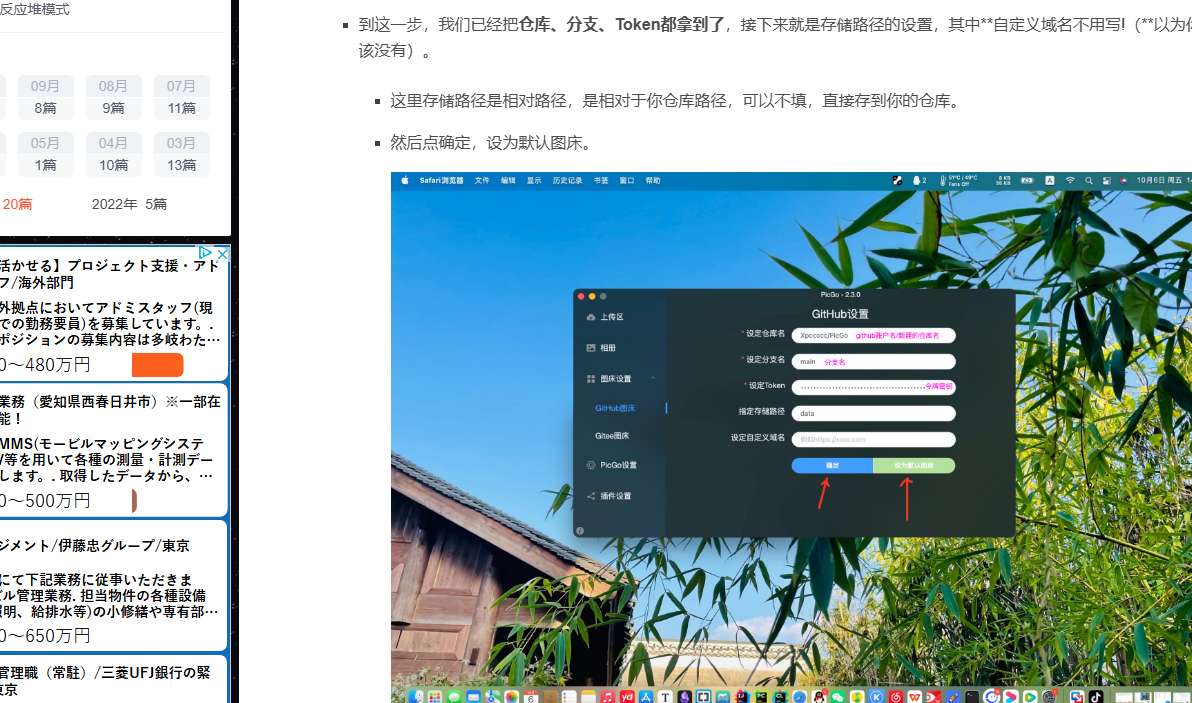 反应堆模式
09月 08月 07月
8篇 9篇 11篇
05月 04月 03月
1篇 10篇 13篇
20篇 2022年 5篇
活かせる】プロジェクト支援・アド
フ/海外部門
外拠点においてアドミスタッフ(現
での勤務要員)を募集しています。.
ポジションの募集内容は多岐わた…
0～480万円
業務（愛知県西春日井市）※一部在
能！
MMS(モービルマッピングシステ
/等を用いて各種の測量・計測デー
します。. 取得したデータから、…
0～500万円
ジメント/伊藤忠グループ/東京
にて下記業務に従事いただきま
ビル管理業務. 担当物件の各種設備
照明、給排水等)の小修繕や専有部…
0～650万円
管理職（常駐）/三菱UFJ銀行の緊
東京
到这一步，我们已经把仓库、分支、Token都拿到了，接下来就是存储路径的设置，其中**自定义域名不用写!（**以为
该没有）。
这里存储路径是相对路径，是相对于你仓库路径，可以不填，直接存到你的仓库。
然后点确定，设为默认图床。
Safari浏览器 文件 编辑 显示 历史记录 书签 窗口 帮助
2 51°C / 49°C Fans Off 10月6日 周五
PicGo - 2.3.0
上传区
相册
图床设置
GitHub图床
Gitee图床
PicGo设置
插件设置
GitHub设置
* 设定仓库名 Xpccccc/PicGo github账户名/新建的仓库名
* 设定分支名 main 分支名
* 设定Token 令牌密钥
指定存储路径 data
设定自定义域名 例如https://xxxx.com
确定 设为默认图床